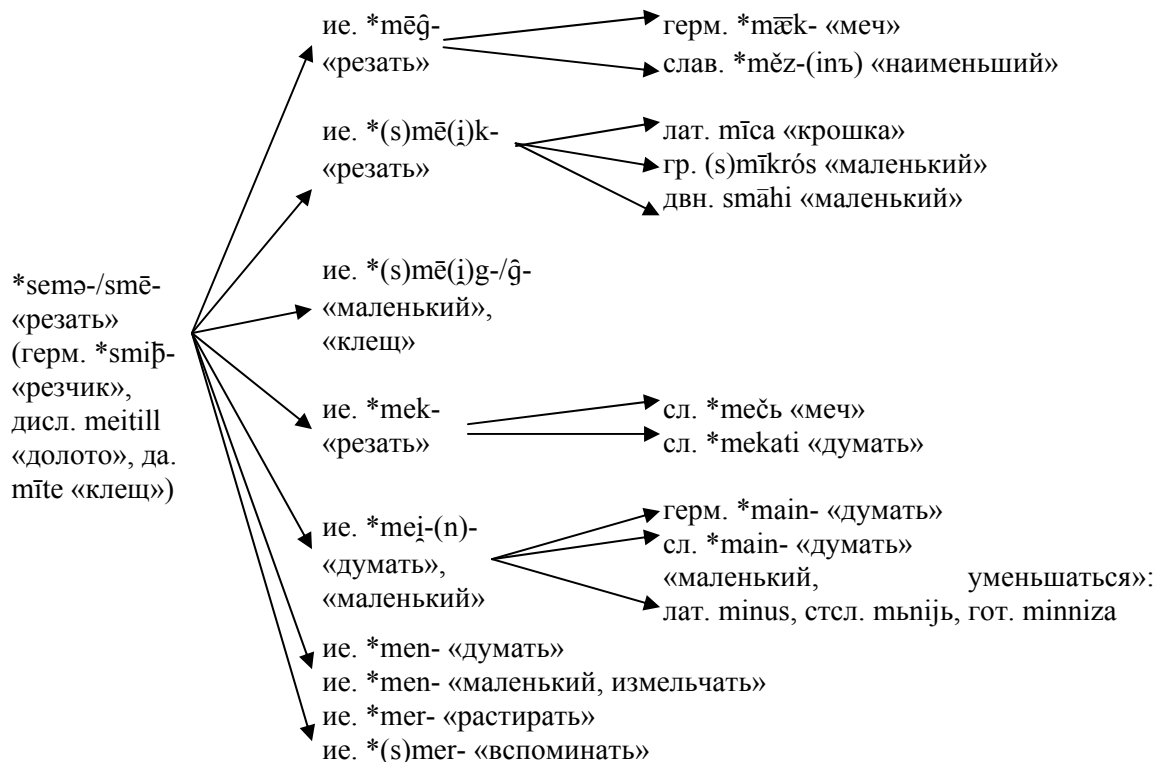 *semə-/smē-
«резать»
(герм. *smiþ-
«резчик»,
дисл. meitill
«долото», да.
mīte «клещ»)
ие. *mēĝ-
«резать»
герм. *mǣk- «меч»
слав. *měz-(inъ) «наименьший»
ие. *(s)mē(i̯)k-
«резать»
лат. mīca «крошка»
гр. (s)mīkrós «маленький»
двн. smāhi «маленький»
ие. *(s)mē(i̯)g-/ĝ-
«маленький»,
«клещ»
ие. *mek-
«резать»
сл. *mečь «меч»
сл. *mekati «думать»
ие. *mei̯-(n)-
«думать»,
«маленький»
герм. *main- «думать»
сл. *main- «думать»
«маленький, уменьшаться»:
лат. minus, стсл. mьnijь, гот. minniza
ие. *men- «думать»
ие. *men- «маленький, измельчать»
ие. *mer- «растирать»
ие. *(s)mer- «вспоминать»